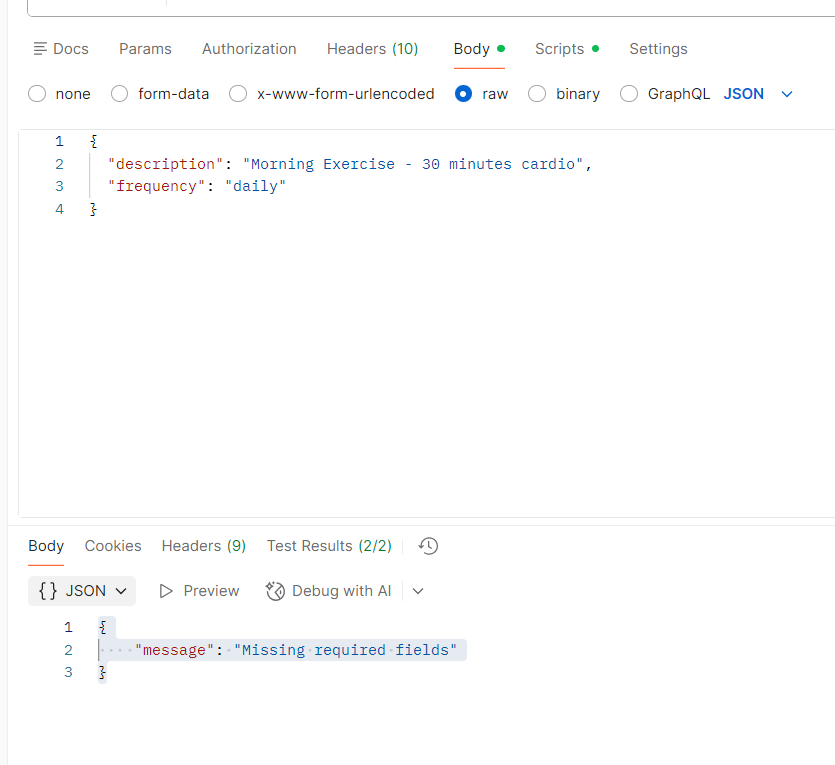 Docs Params Authorization Headers (10) Body Scripts Settings
none form-data x-www-form-urlencoded raw binary GraphQL JSON
1 {
2 "description": "Morning Exercise - 30 minutes cardio",
3 "frequency": "daily"
4 }
Body Cookies Headers (9) Test Results (2/2)
{} JSON Preview Debug with AI
1 {
2 "message": "Missing required fields"
3 }